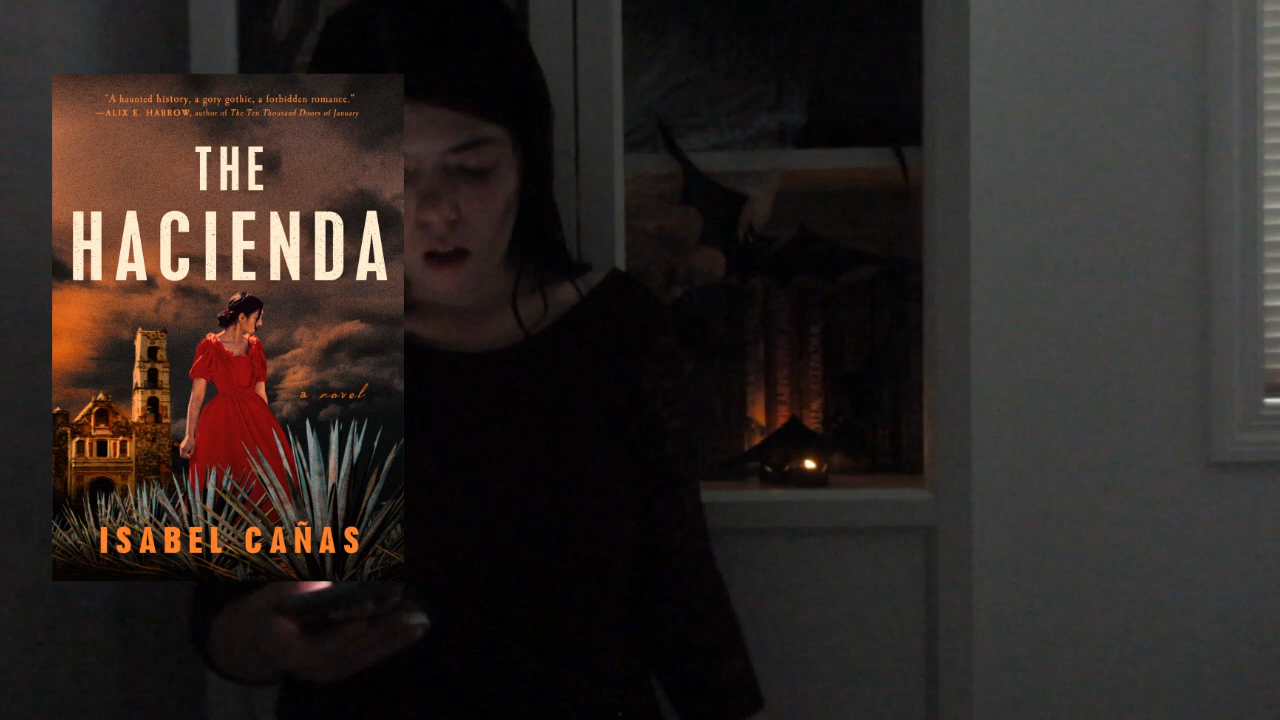 "A haunted history, a gory gothic, a forbidden romance."
—ALIX E. HARROW, author of The Ten Thousand Doors of January
THE
HACIENDA
a novel
ISABEL CAÑAS